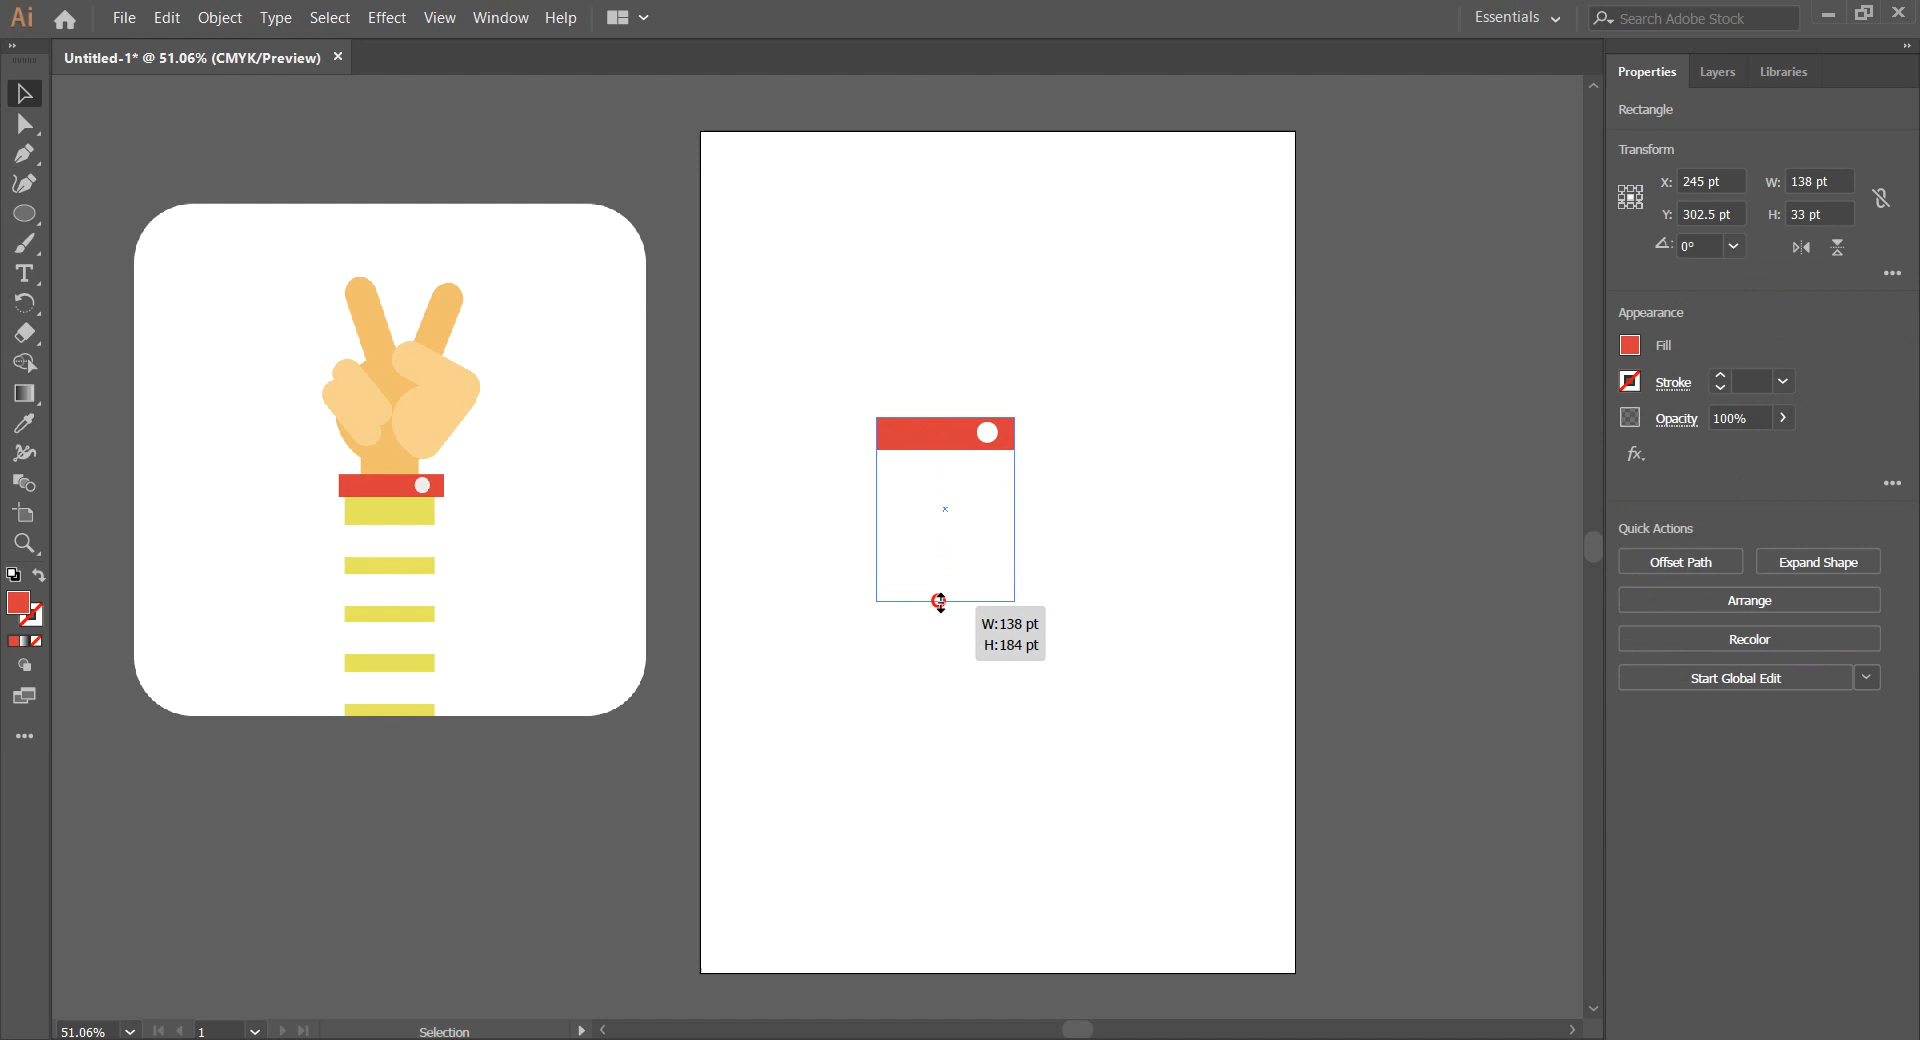 Ai File Edit Object Type Select Effect View Window Help Essentials Search Adobe Stock
Untitled-1* @ 51.06% (CMYK/Preview) ×
Properties Layers Libraries
Rectangle
Transform
X: 245 pt W: 138 pt
Y: 302.5 pt H: 33 pt
0°
Appearance
Fill
Stroke
Opacity 100%
fx.
Quick Actions
Offset Path Expand Shape
Arrange
Recolor
Start Global Edit
W:138 pt
H:184 pt
51.06% 1 Selection